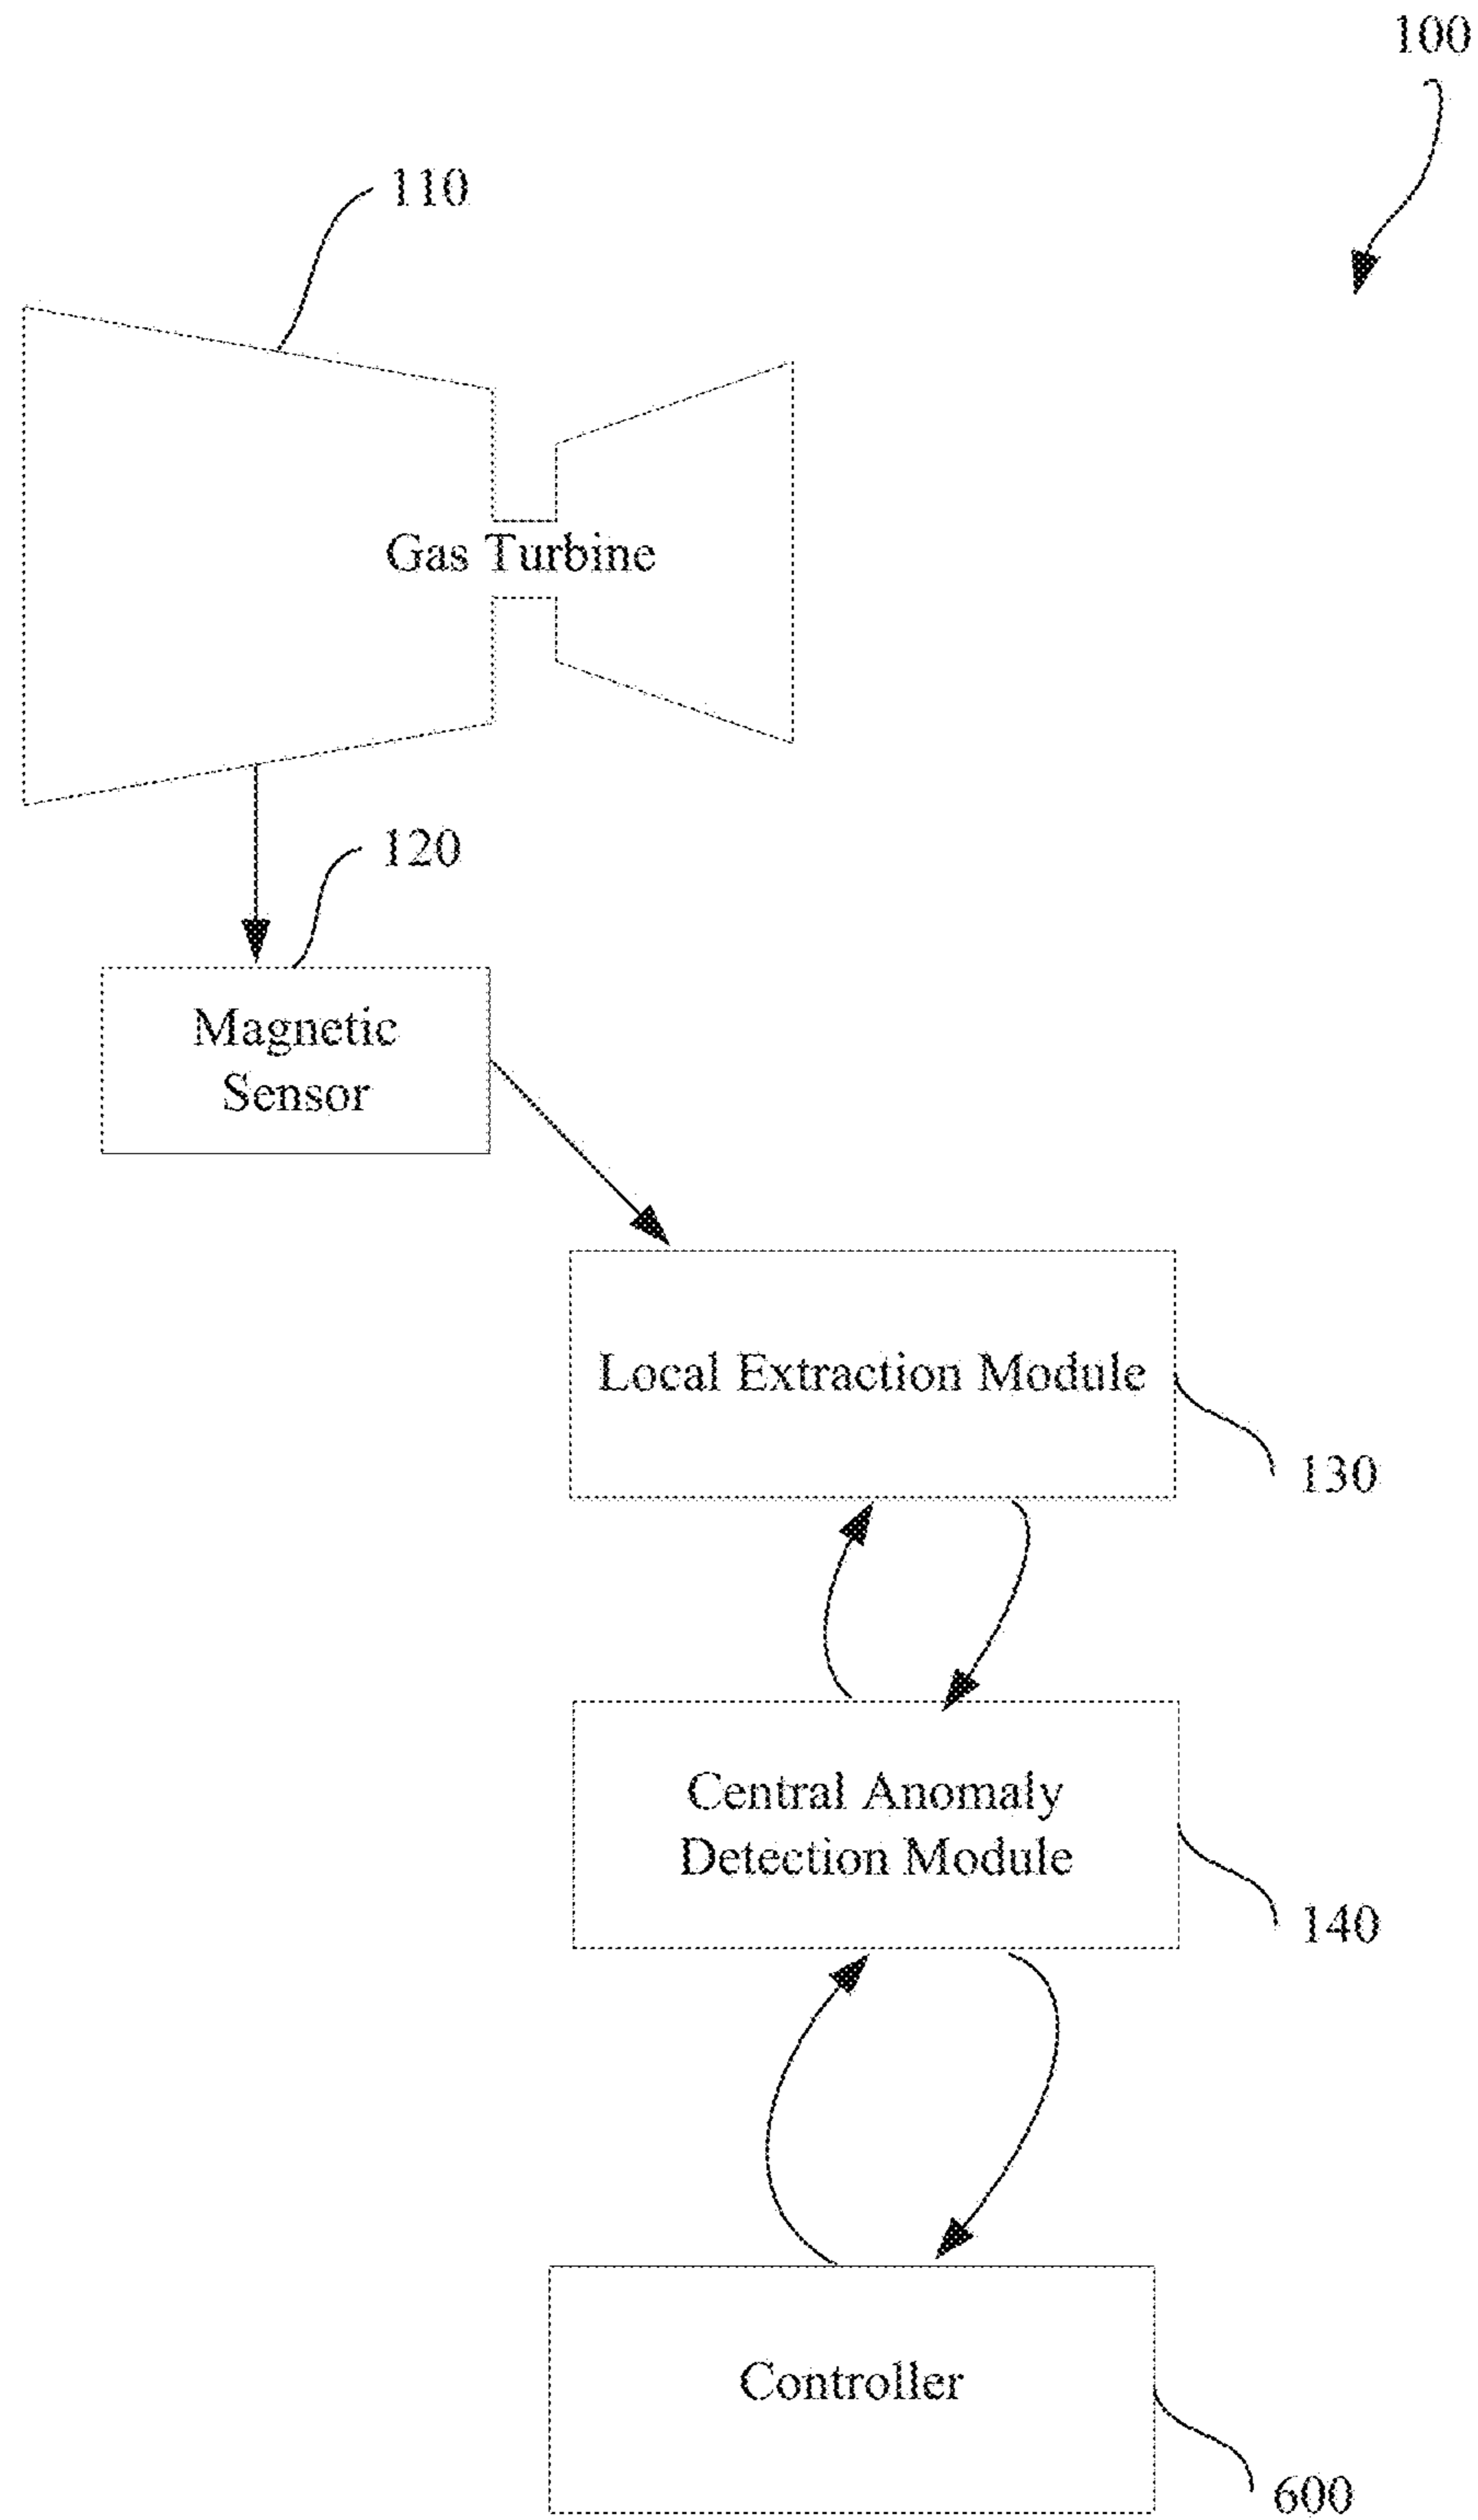 100
110
Gas Turbine
120
Magnetic
Sensor
Local Extraction Module
130
Central Anomaly
Detection Module
140
Controller
600